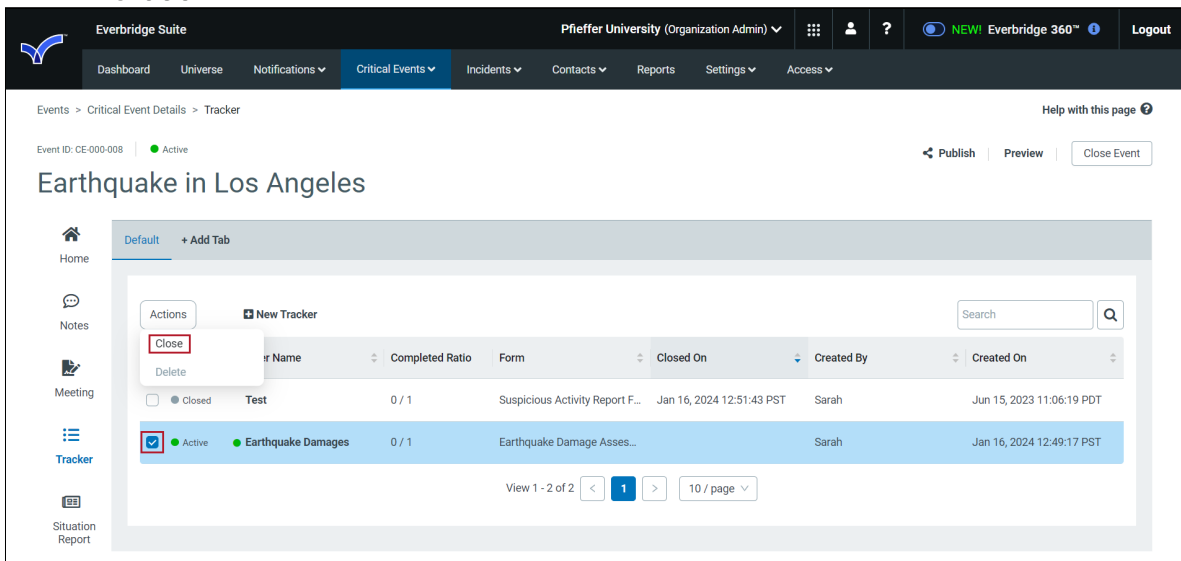 Everbridge Suite
Pfieffer University (Organization Admin)
?
NEW! Everbridge 360™
Logout
Dashboard Universe Notifications Critical Events Incidents Contacts Reports Settings Access
Events > Critical Event Details > Tracker
Help with this page
Event ID: CE-000-008 Active
Publish Preview Close Event
Earthquake in Los Angeles
Home
Notes
Meeting
Tracker
Situation
Report
Default + Add Tab
Actions New Tracker Search
Close
Delete
er Name Completed Ratio Form Closed On Created By Created On
Closed Test 0 / 1 Suspicious Activity Report F... Jan 16, 2024 12:51:43 PST Sarah Jun 15, 2023 11:06:19 PDT
Active Earthquake Damages 0 / 1 Earthquake Damage Asses... Sarah Jan 16, 2024 12:49:17 PST
View 1 - 2 of 2 < 1 > 10 / page